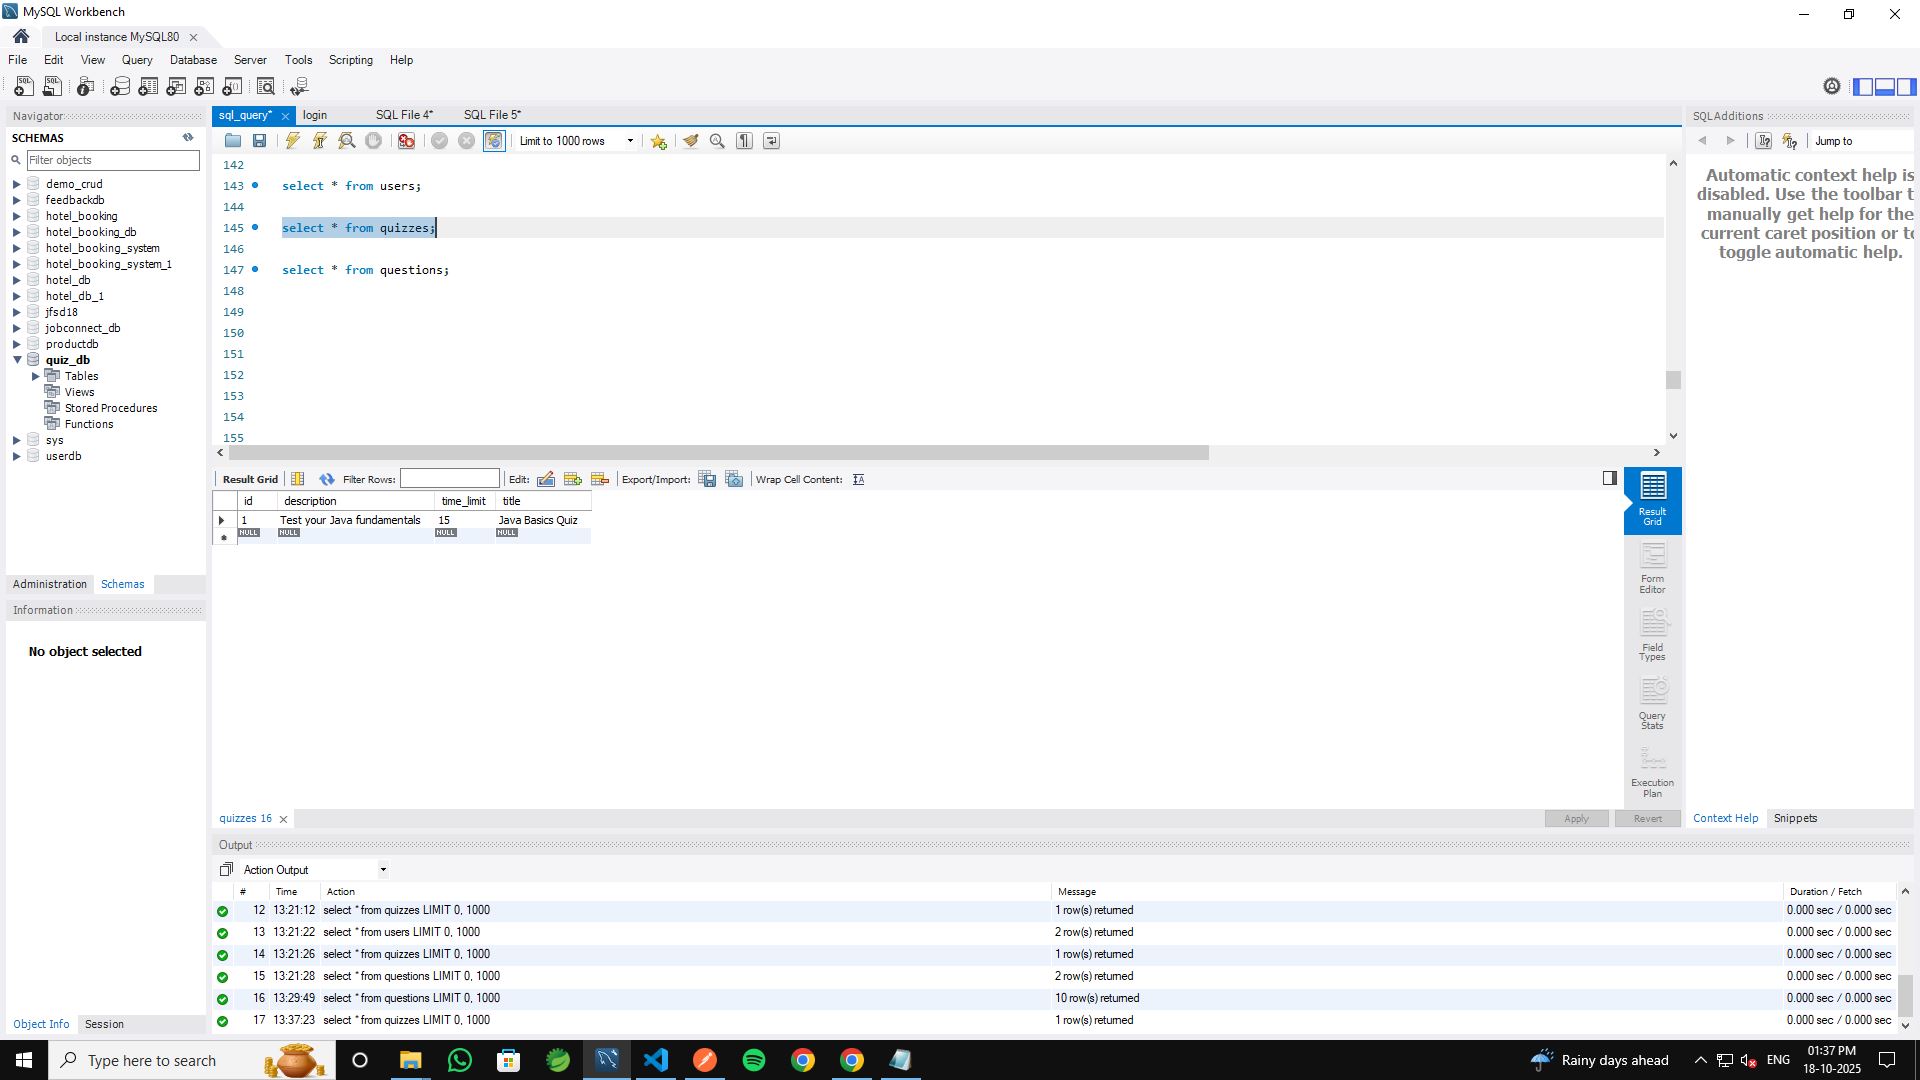 MySQL Workbench
Local instance MySQL80
File Edit View Query Database Server Tools Scripting Help
Navigator
SCHEMAS
Filter objects
demo_crud
feedbackdb
hotel_booking
hotel_booking_db
hotel_booking_system
hotel_booking_system_1
hotel_db
hotel_db_1
jfsd18
jobconnect_db
productdb
quiz_db
Tables
Views
Stored Procedures
Functions
sys
userdb
Administration Schemas
Information
No object selected
Object Info Session
sql_query* login SQL File 4* SQL File 5*
Limit to 1000 rows
142
143 select * from users;
144
145 select * from quizzes;
146
147 select * from questions;
148
149
150
151
152
153
154
155
Result Grid Filter Rows: Edit: Export/Import: Wrap Cell Content:
id description time_limit title
1 Test your Java fundamentals 15 Java Basics Quiz
NULL NULL NULL NULL
Result Grid
Form Editor
Field Types
Query Stats
Execution Plan
quizzes 16 Apply Revert
SQLAdditions
Jump to
Automatic context help is
disabled. Use the toolbar t
manually get help for the
current caret position or to
toggle automatic help.
Context Help Snippets
Output
Action Output
# Time Action Message Duration / Fetch
12 13:21:12 select * from quizzes LIMIT 0, 1000 1 row(s) returned 0.000 sec / 0.000 sec
13 13:21:22 select * from users LIMIT 0, 1000 2 row(s) returned 0.000 sec / 0.000 sec
14 13:21:26 select * from quizzes LIMIT 0, 1000 1 row(s) returned 0.000 sec / 0.000 sec
15 13:21:28 select * from questions LIMIT 0, 1000 2 row(s) returned 0.000 sec / 0.000 sec
16 13:29:49 select * from questions LIMIT 0, 1000 10 row(s) returned 0.000 sec / 0.000 sec
17 13:37:23 select * from quizzes LIMIT 0, 1000 1 row(s) returned 0.000 sec / 0.000 sec
Type here to search
Rainy days ahead
ENG
01:37 PM
18-10-2025